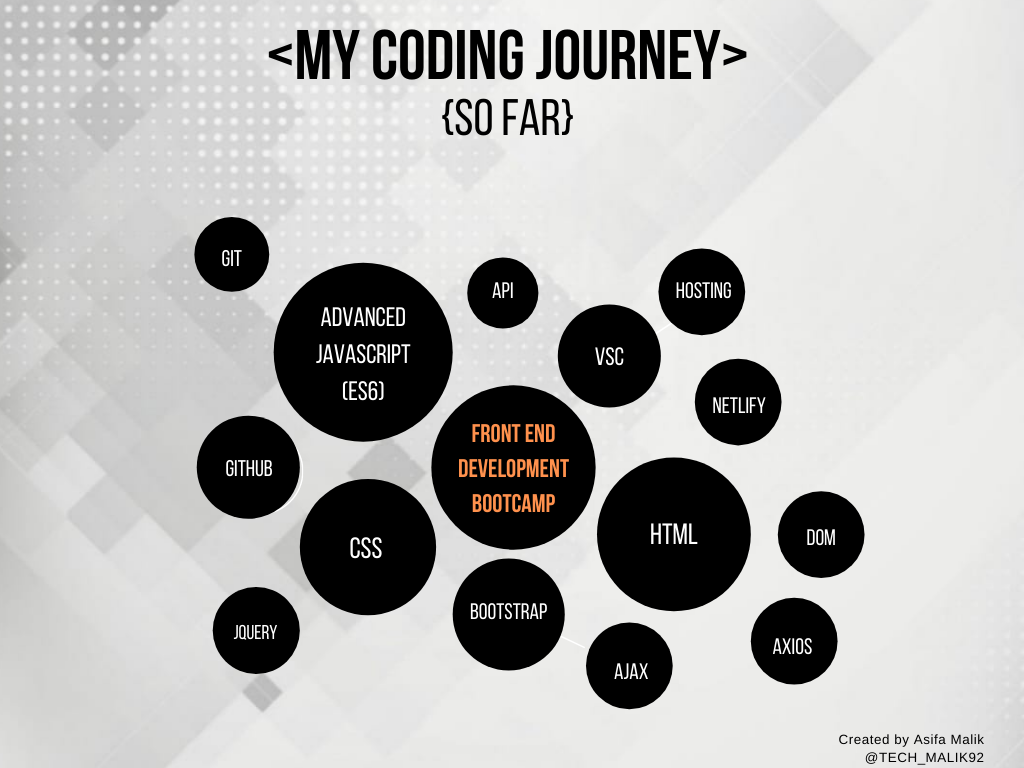 <MY CODING JOURNEY>
{SO FAR}
GIT
API
HOSTING
ADVANCED
JAVASCRIPT
(ES6)
VSC
NETLIFY
FRONT END
DEVELOPMENT
BOOTCAMP
GITHUB
CSS
HTML
DOM
BOOTSTRAP
JQUERY
AJAX
AXIOS
Created by Asifa Malik
@TECH_MALIK92